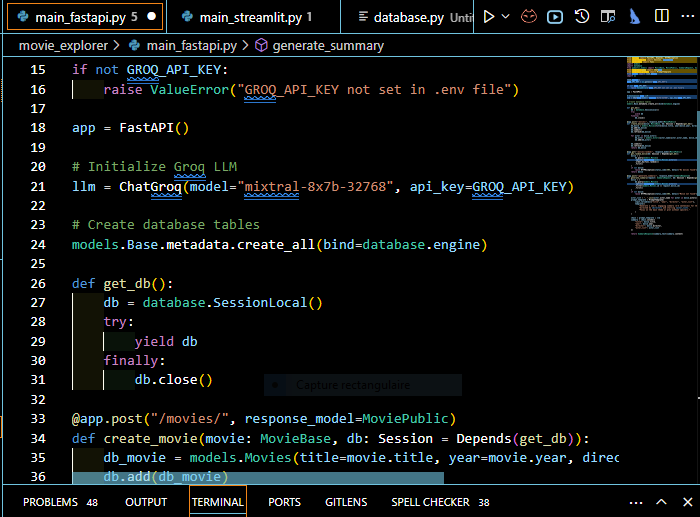 main_fastapi.py 5 main_streamlit.py 1 database.py Unti
movie_explorer > main_fastapi.py > generate_summary
15 if not GROQ_API_KEY:
16 raise ValueError("GROQ_API_KEY not set in .env file")
17
18 app = FastAPI()
19
20 # Initialize Groq LLM
21 llm = ChatGroq(model="mixtral-8x7b-32768", api_key=GROQ_API_KEY)
22
23 # Create database tables
24 models.Base.metadata.create_all(bind=database.engine)
25
26 def get_db():
27 db = database.SessionLocal()
28 try:
29 yield db
30 finally:
31 db.close()
Capture rectangulaire
32
33 @app.post("/movies/", response_model=MoviePublic)
34 def create_movie(movie: MovieBase, db: Session = Depends(get_db)):
35 db_movie = models.Movies(title=movie.title, year=movie.year, direc
36 db.add(db_movie)
PROBLEMS 48 OUTPUT TERMINAL PORTS GITLENS SPELL CHECKER 38